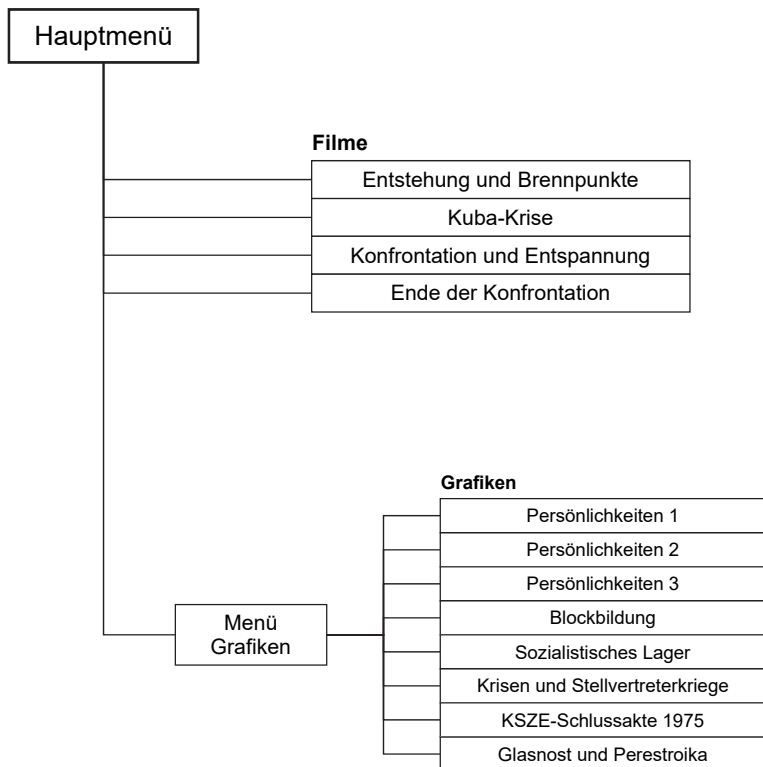 Hauptmenü
Filme
Entstehung und Brennpunkte
Kuba-Krise
Konfrontation und Entspannung
Ende der Konfrontation
Grafiken
Persönlichkeiten 1
Persönlichkeiten 2
Persönlichkeiten 3
Blockbildung
Sozialistisches Lager
Krisen und Stellvertreterkriege
KSZE-Schlussakte 1975
Glasnost und Perestroika
Menü
Grafiken